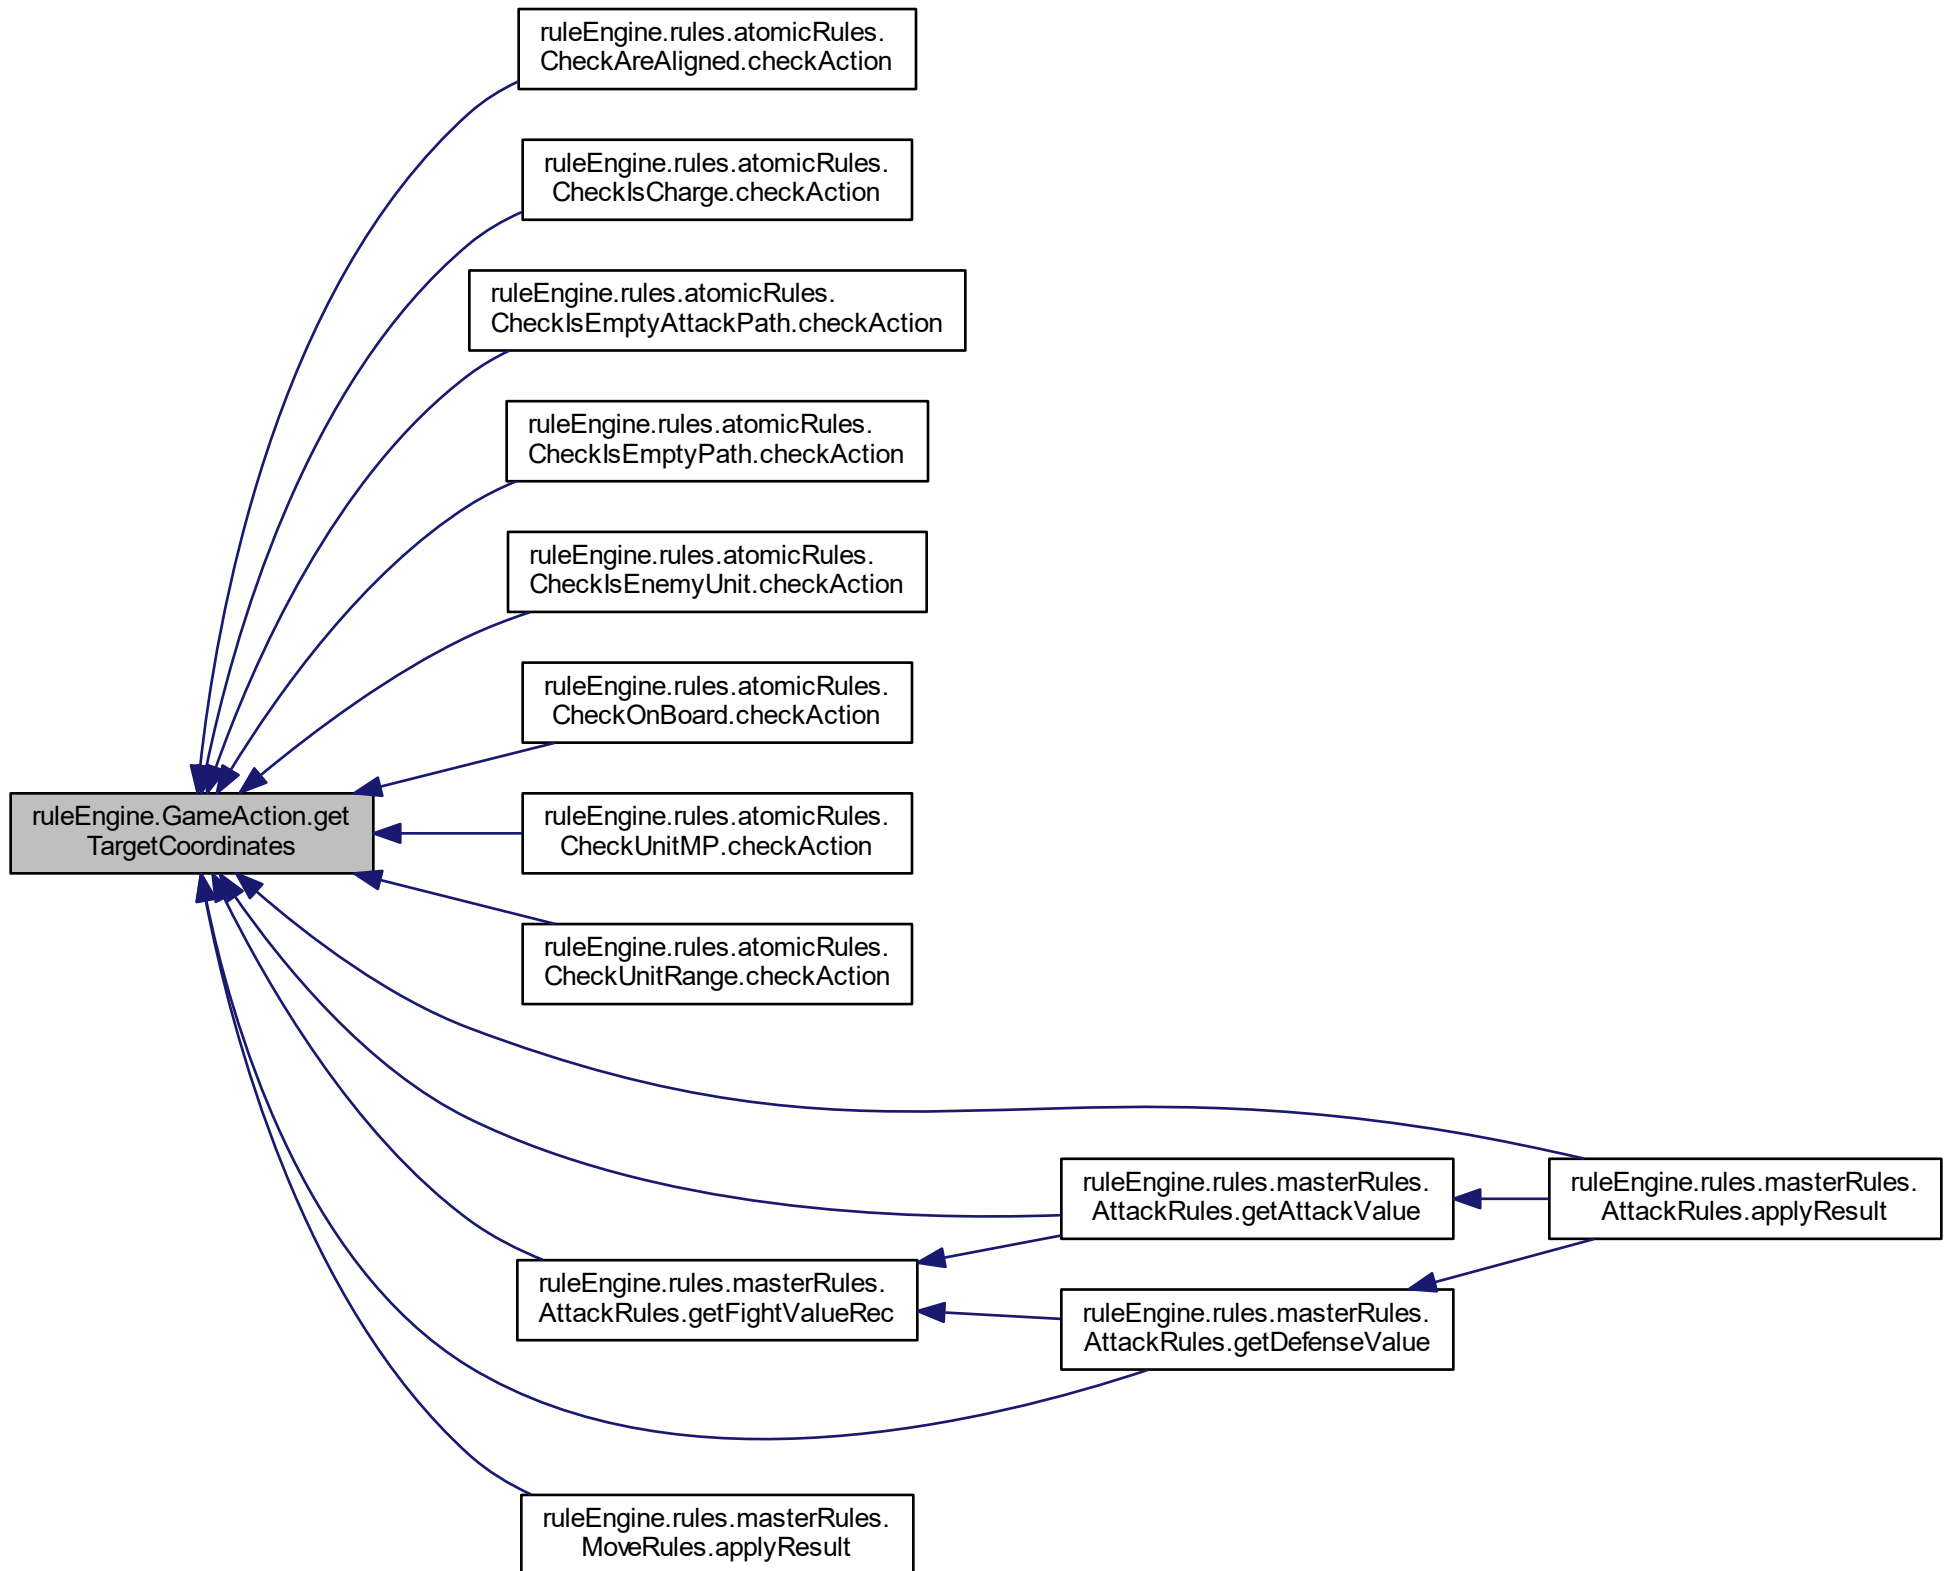 ruleEngine.rules.atomicRules.
CheckAreAligned.checkAction
ruleEngine.rules.atomicRules.
CheckIsCharge.checkAction
ruleEngine.rules.atomicRules.
CheckIsEmptyAttackPath.checkAction
ruleEngine.rules.atomicRules.
CheckIsEmptyPath.checkAction
ruleEngine.rules.atomicRules.
CheckIsEnemyUnit.checkAction
ruleEngine.rules.atomicRules.
CheckOnBoard.checkAction
ruleEngine.GameAction.get
TargetCoordinates
ruleEngine.rules.atomicRules.
CheckUnitMP.checkAction
ruleEngine.rules.atomicRules.
CheckUnitRange.checkAction
ruleEngine.rules.masterRules.
AttackRules.getAttackValue
ruleEngine.rules.masterRules.
AttackRules.applyResult
ruleEngine.rules.masterRules.
AttackRules.getFightValueRec
ruleEngine.rules.masterRules.
AttackRules.getDefenseValue
ruleEngine.rules.masterRules.
MoveRules.applyResult